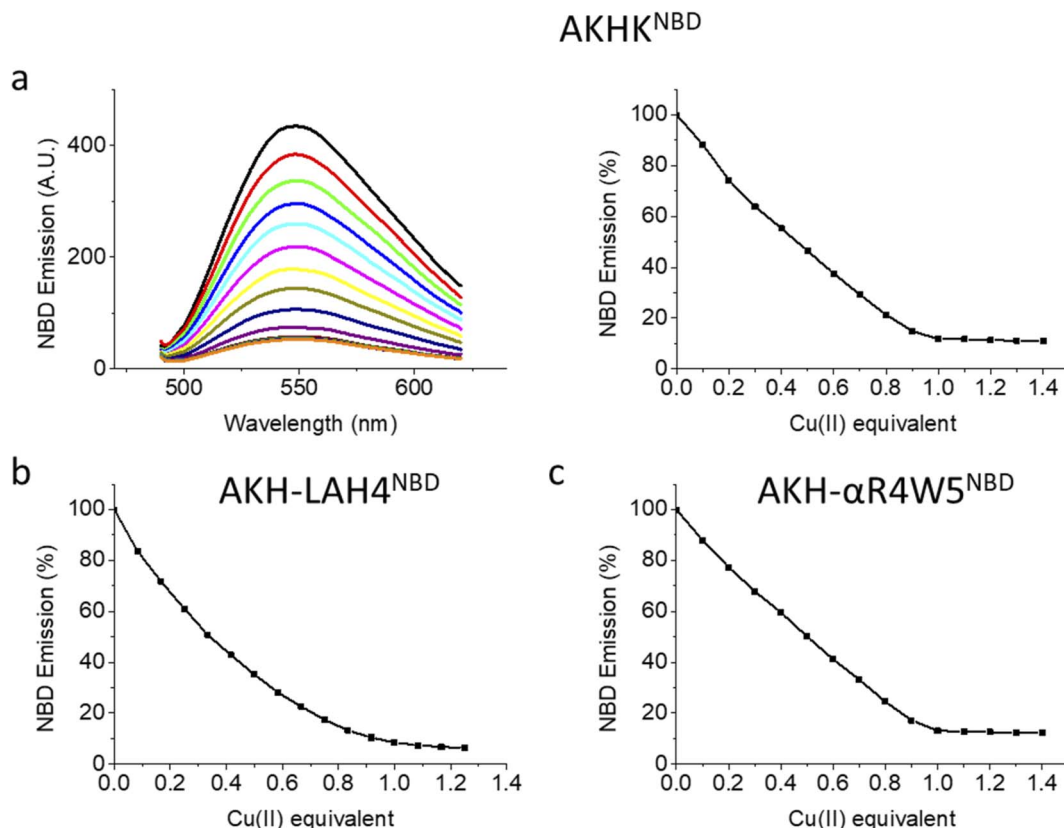 AKHK^NBD
a
NBD Emission (A.U.)
400
200
0
500 550 600
Wavelength (nm)
NBD Emission (%)
100
80
60
40
20
0
0.0 0.2 0.4 0.6 0.8 1.0 1.2 1.4
Cu(II) equivalent
b
AKH-LAH4^NBD
NBD Emission (%)
100
80
60
40
20
0
0.0 0.2 0.4 0.6 0.8 1.0 1.2 1.4
Cu(II) equivalent
c
AKH-αR4W5^NBD
NBD Emission (%)
100
80
60
40
20
0
0.0 0.2 0.4 0.6 0.8 1.0 1.2 1.4
Cu(II) equivalent